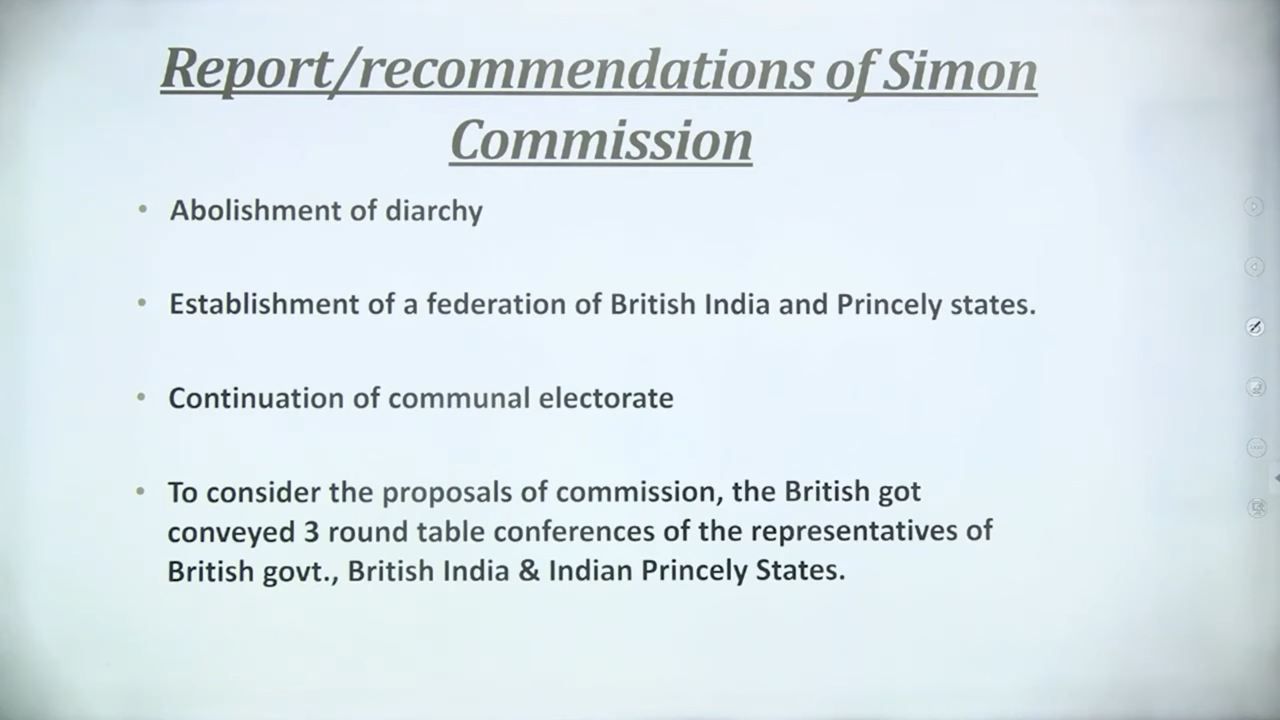 Report/recommendations of Simon
Commission
• Abolishment of diarchy
• Establishment of a federation of British India and Princely states.
• Continuation of communal electorate
• To consider the proposals of commission, the British got
conveyed 3 round table conferences of the representatives of
British govt., British India & Indian Princely States.